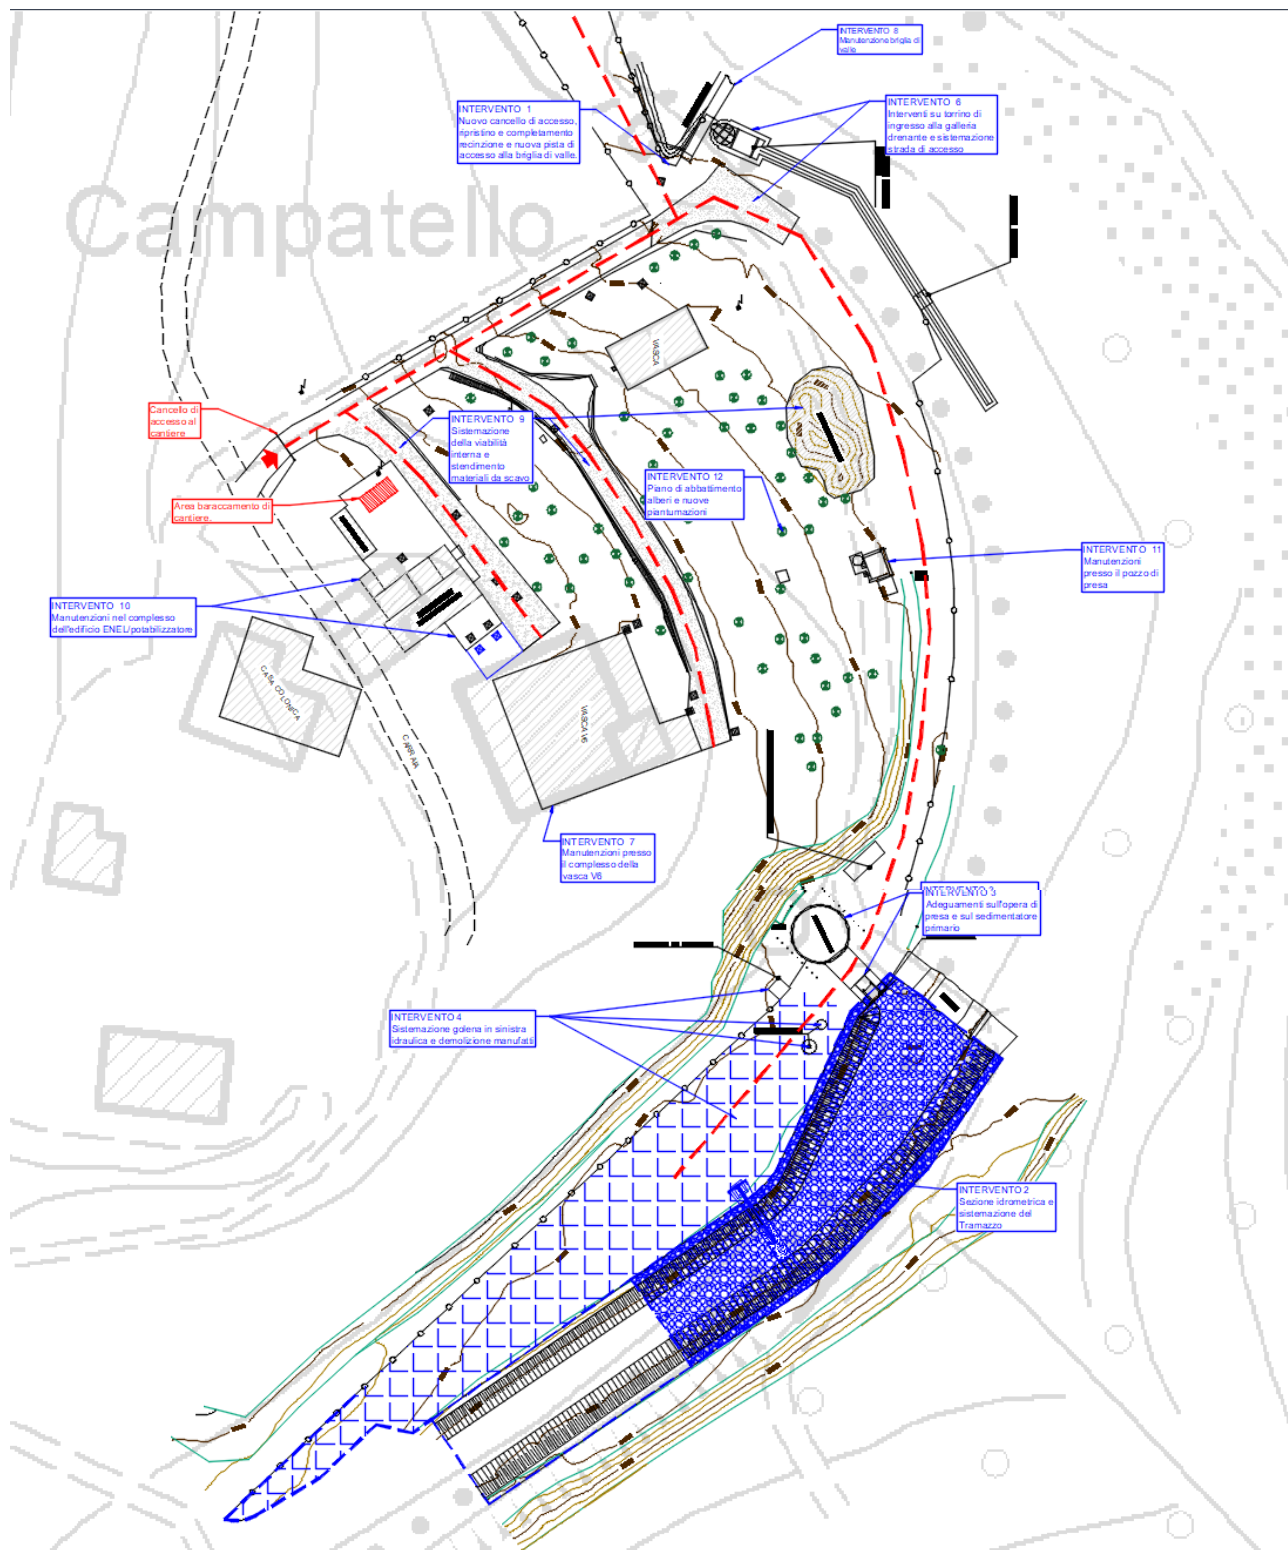 INTERVENTO 8
Manutenzione briglia di
valle
INTERVENTO 1
Nuovo cancello di accesso,
ripristino e completamento
recinzione e nuova pista di
accesso alla briglia di valle.
INTERVENTO 6
Interventi su torrino di
ingresso alla galleria
drenante e sistemazione
strada di accesso
Campatello
VASCA
Cancello di
accesso al
cantiere
INTERVENTO 9
Sistemazione
della viabilità
interna e
stendimento
materiali da scavo
INTERVENTO 12
Piano di abbattimento
alberi e nuove
piantumazioni
Area baraccamento di
cantiere.
INTERVENTO 11
Manutenzioni
presso il pozzo di
presa
INTERVENTO 10
Manutenzioni nel complesso
dell'edificio ENEL/potabilizzatore
CASA COLONICA
VASCA V6
CARRAIA
INTERVENTO 7
Manutenzioni presso
il complesso della
vasca V6
INTERVENTO 3
Adeguamenti sull'opera di
presa e sul sedimentatore
primario
INTERVENTO 4
Sistemazione golena in sinistra
idraulica e demolizione manufatti
INTERVENTO 2
Sezione idrometrica e
sistemazione del
Tramazzo